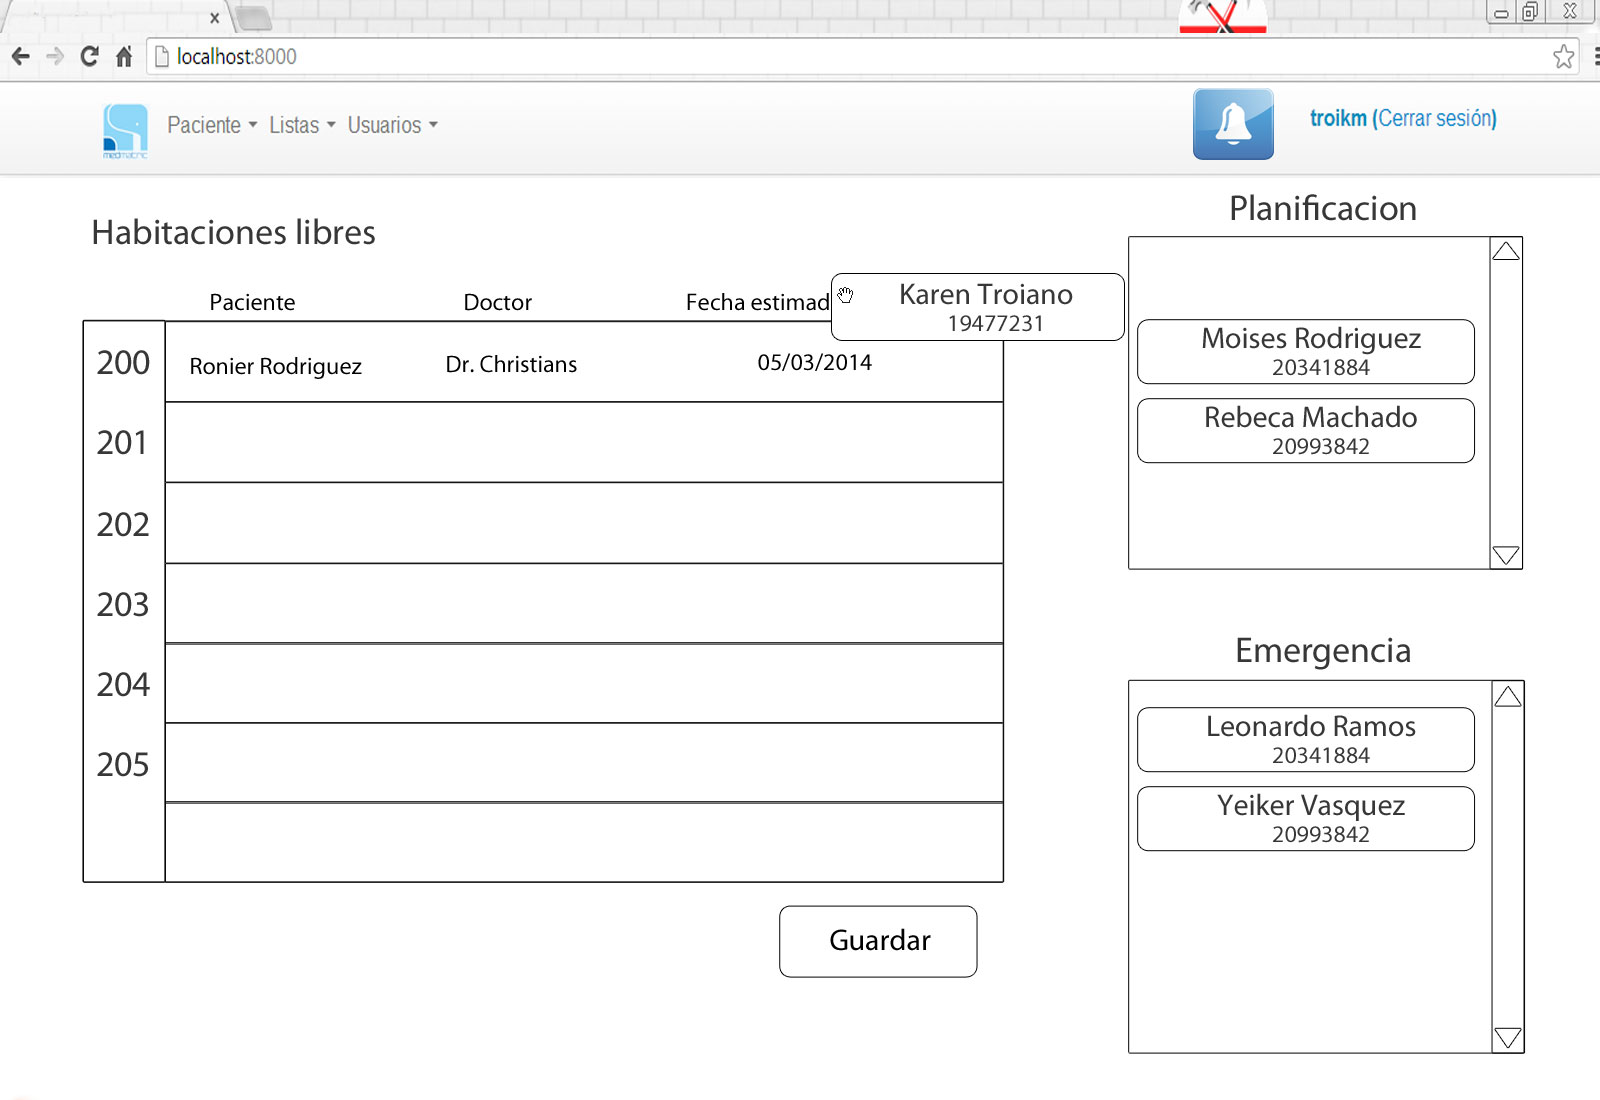 x
localhost:8000
medmatric
Paciente Listas Usuarios
troikm (Cerrar sesión)
Habitaciones libres
Planificacion
Paciente Doctor Fecha estimad
Karen Troiano
19477231
200 Ronier Rodriguez Dr. Christians 05/03/2014
201
202
203
204
205
Moises Rodriguez
20341884
Rebeca Machado
20993842
Emergencia
Leonardo Ramos
20341884
Yeiker Vasquez
20993842
Guardar